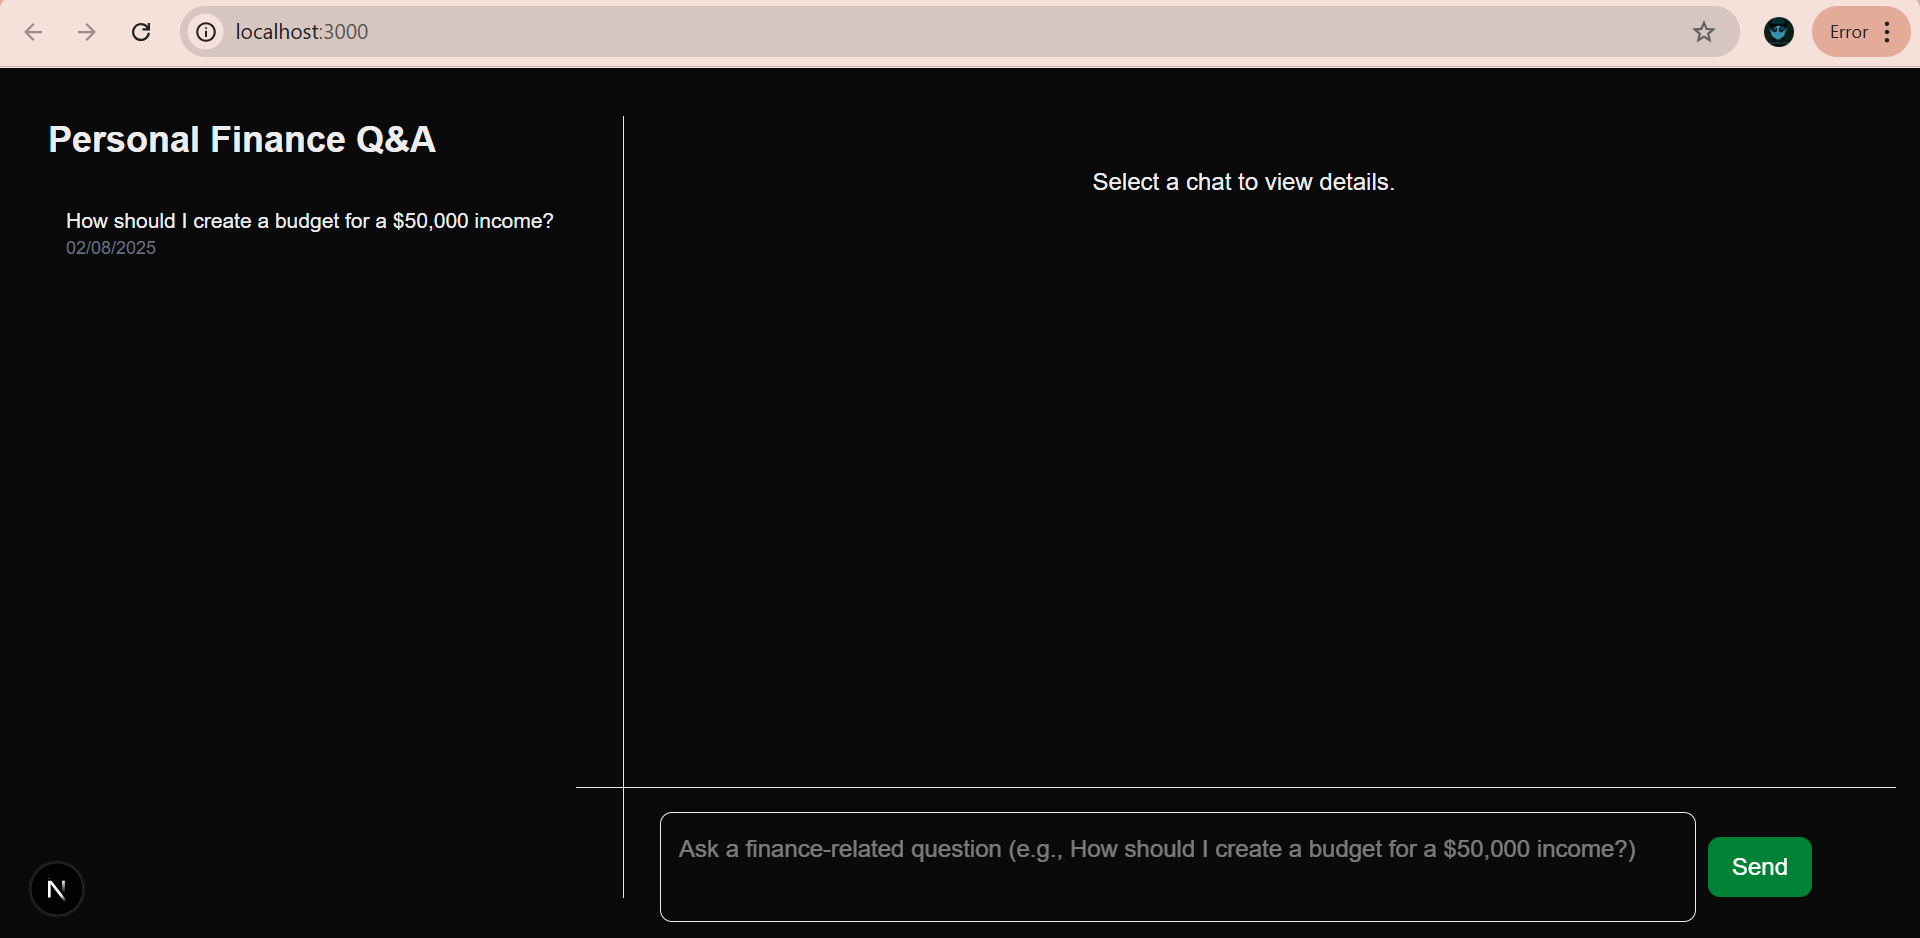 localhost:3000
Error
Personal Finance Q&A
How should I create a budget for a $50,000 income?
02/08/2025
Select a chat to view details.
Ask a finance-related question (e.g., How should I create a budget for a $50,000 income?)
Send
N